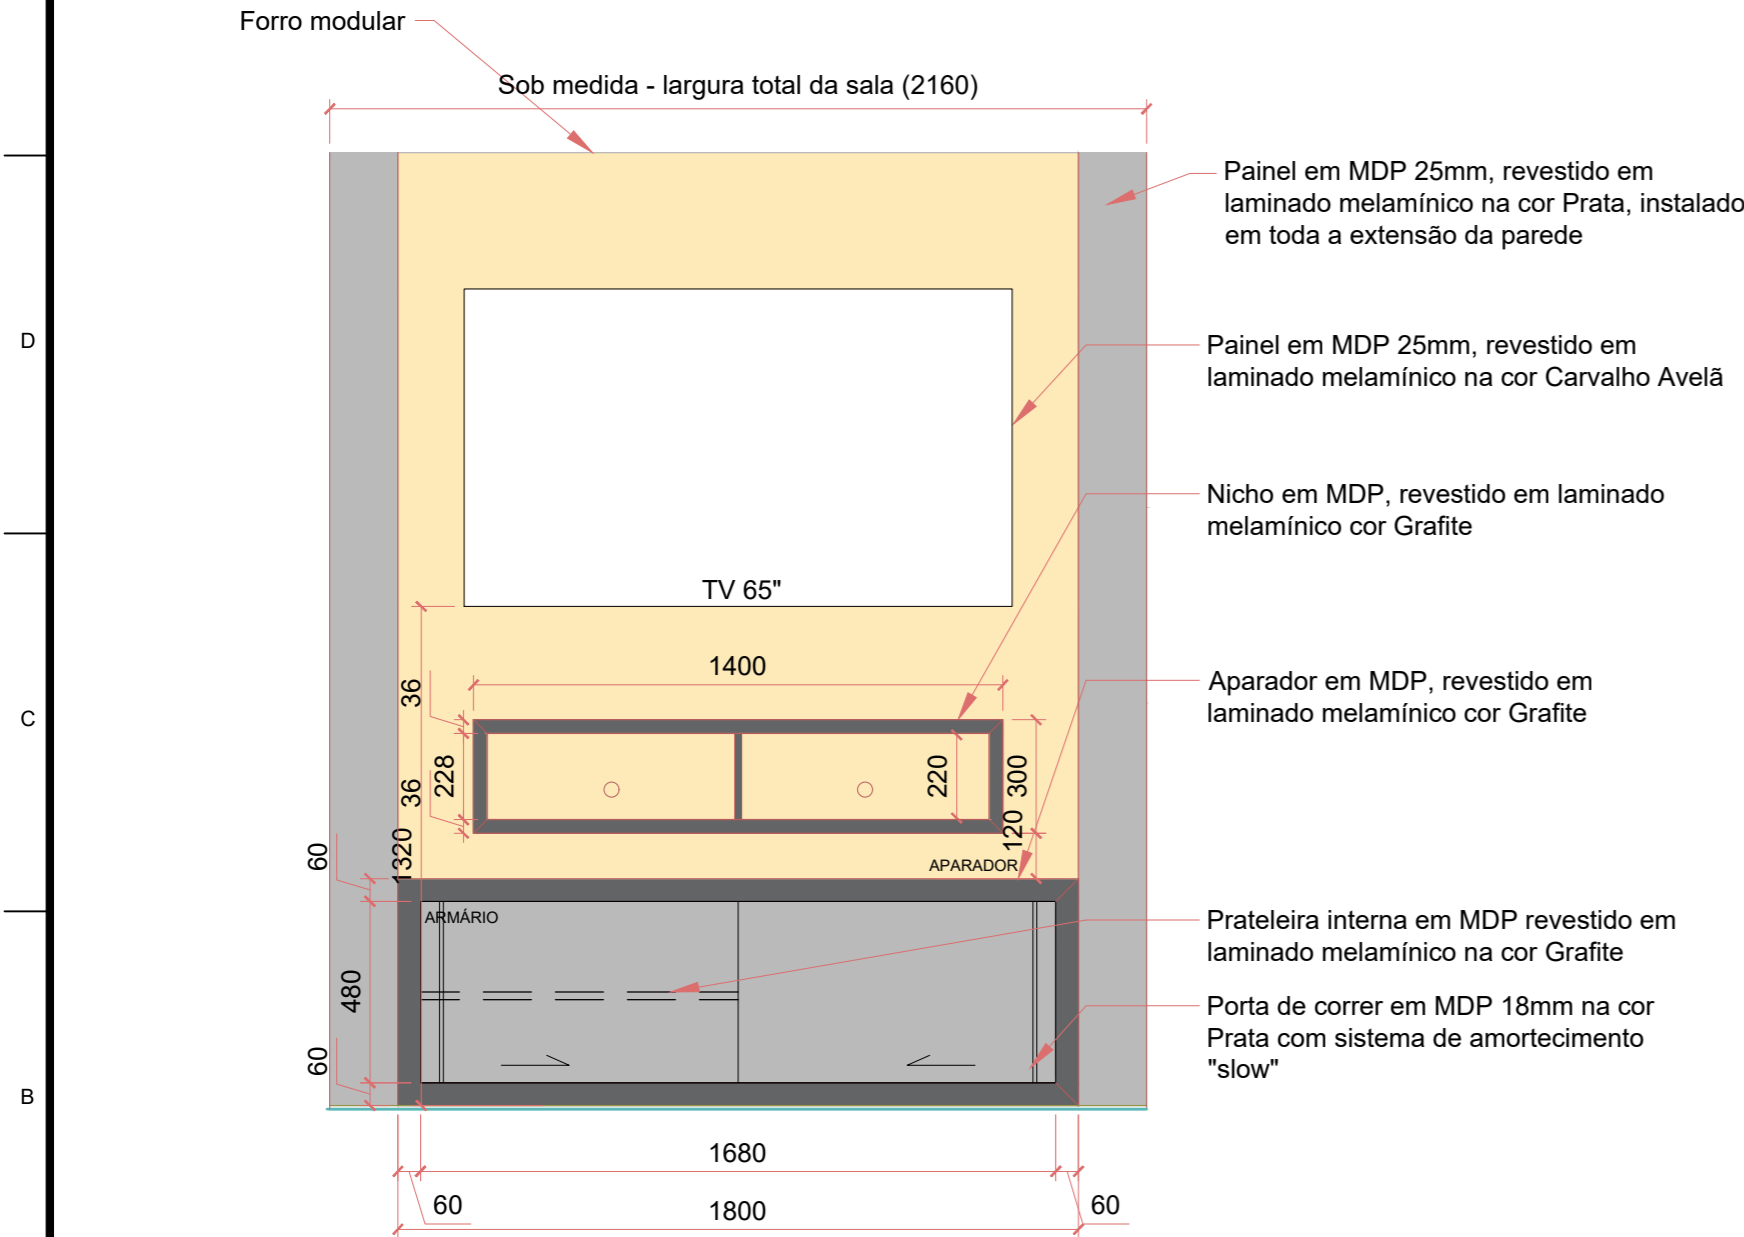 Forro modular
Sob medida - largura total da sala (2160)
Painel em MDP 25mm, revestido em
laminado melamínico na cor Prata, instalado
em toda a extensão da parede
D
Painel em MDP 25mm, revestido em
laminado melamínico na cor Carvalho Avelã
Nicho em MDP, revestido em laminado
melamínico cor Grafite
TV 65"
1400
36
Aparador em MDP, revestido em
laminado melamínico cor Grafite
C
36
228
220
300
120
1320
60
APARADOR
ARMÁRIO
Prateleira interna em MDP revestido em
laminado melamínico na cor Grafite
480
Porta de correr em MDP 18mm na cor
Prata com sistema de amortecimento
"slow"
60
B
1680
60
1800
60